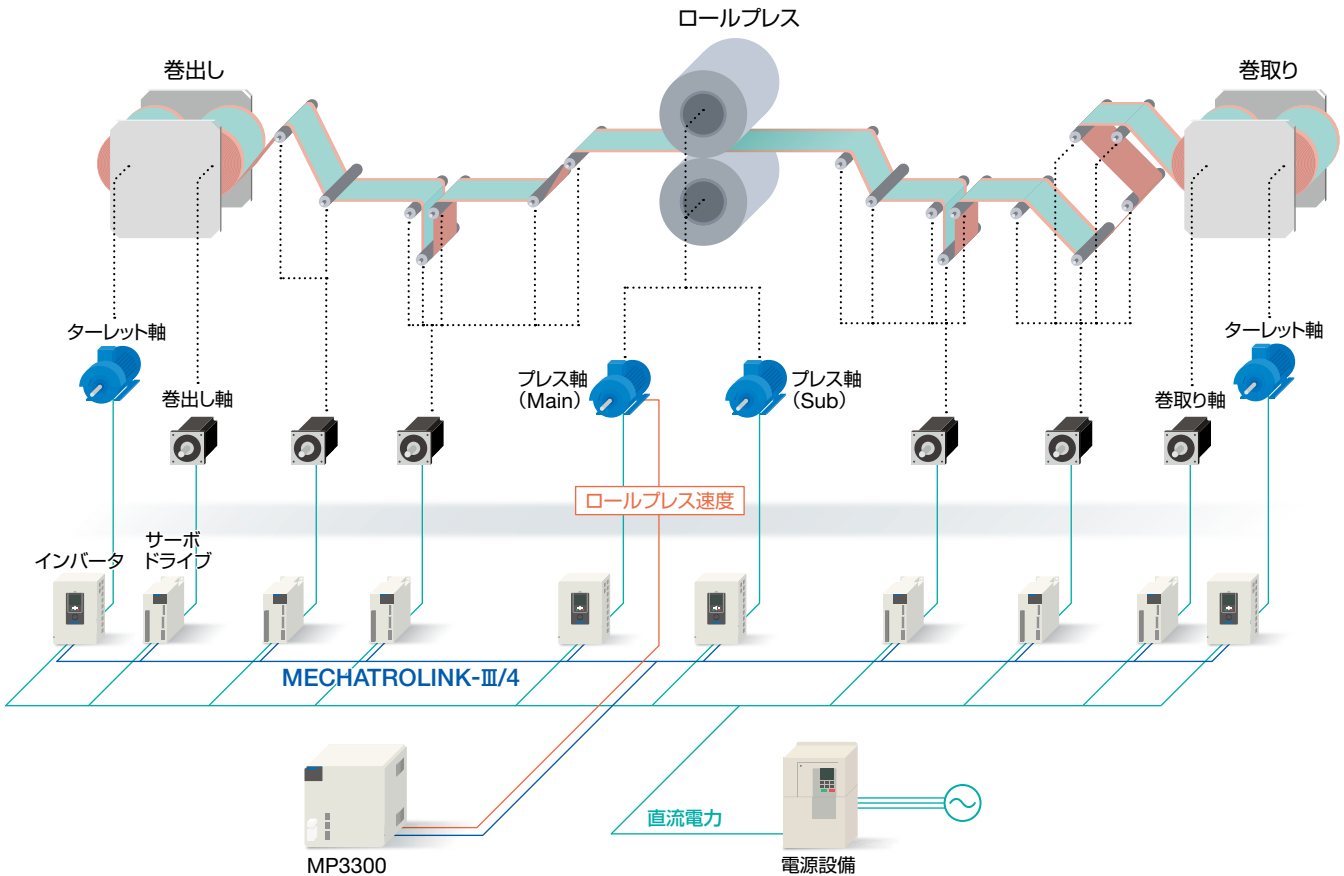 ロールプレス
巻出し
巻取り
ターレット軸
ターレット軸
プレス軸
(Main)
プレス軸
(Sub)
巻出し軸
巻取り軸
ロールプレス速度
インバータ
サーボ
ドライブ
MECHATROLINK-Ⅲ/4
直流電力
MP3300
電源設備